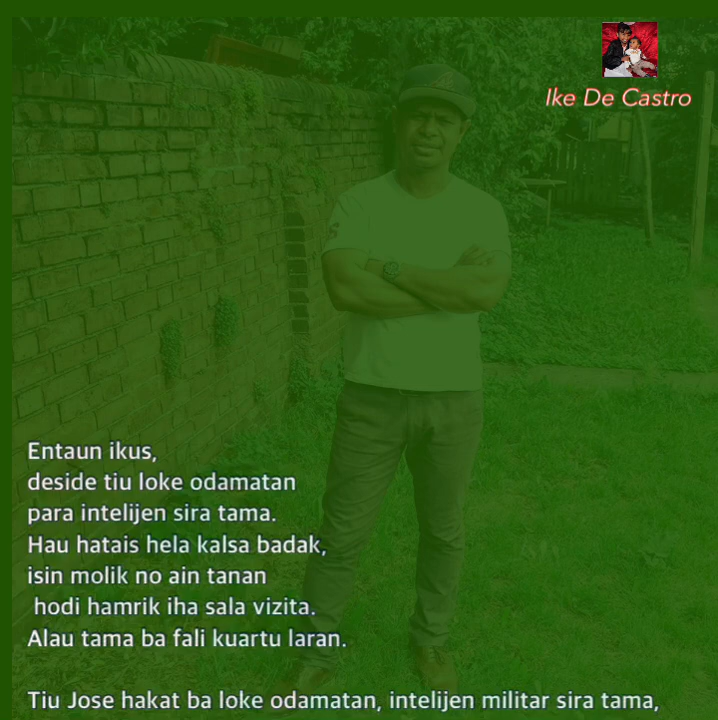 Ike De Castro
Entaun ikus,
deside tiu loke odamatan
para intelijen sira tama.
Hau hatais hela kalsa badak,
isin molik no ain tanan
hodi hamrik iha sala vizita.
Alau tama ba fali kuartu laran.
Tiu Jose hakat ba loke odamatan, intelijen militar sira tama,